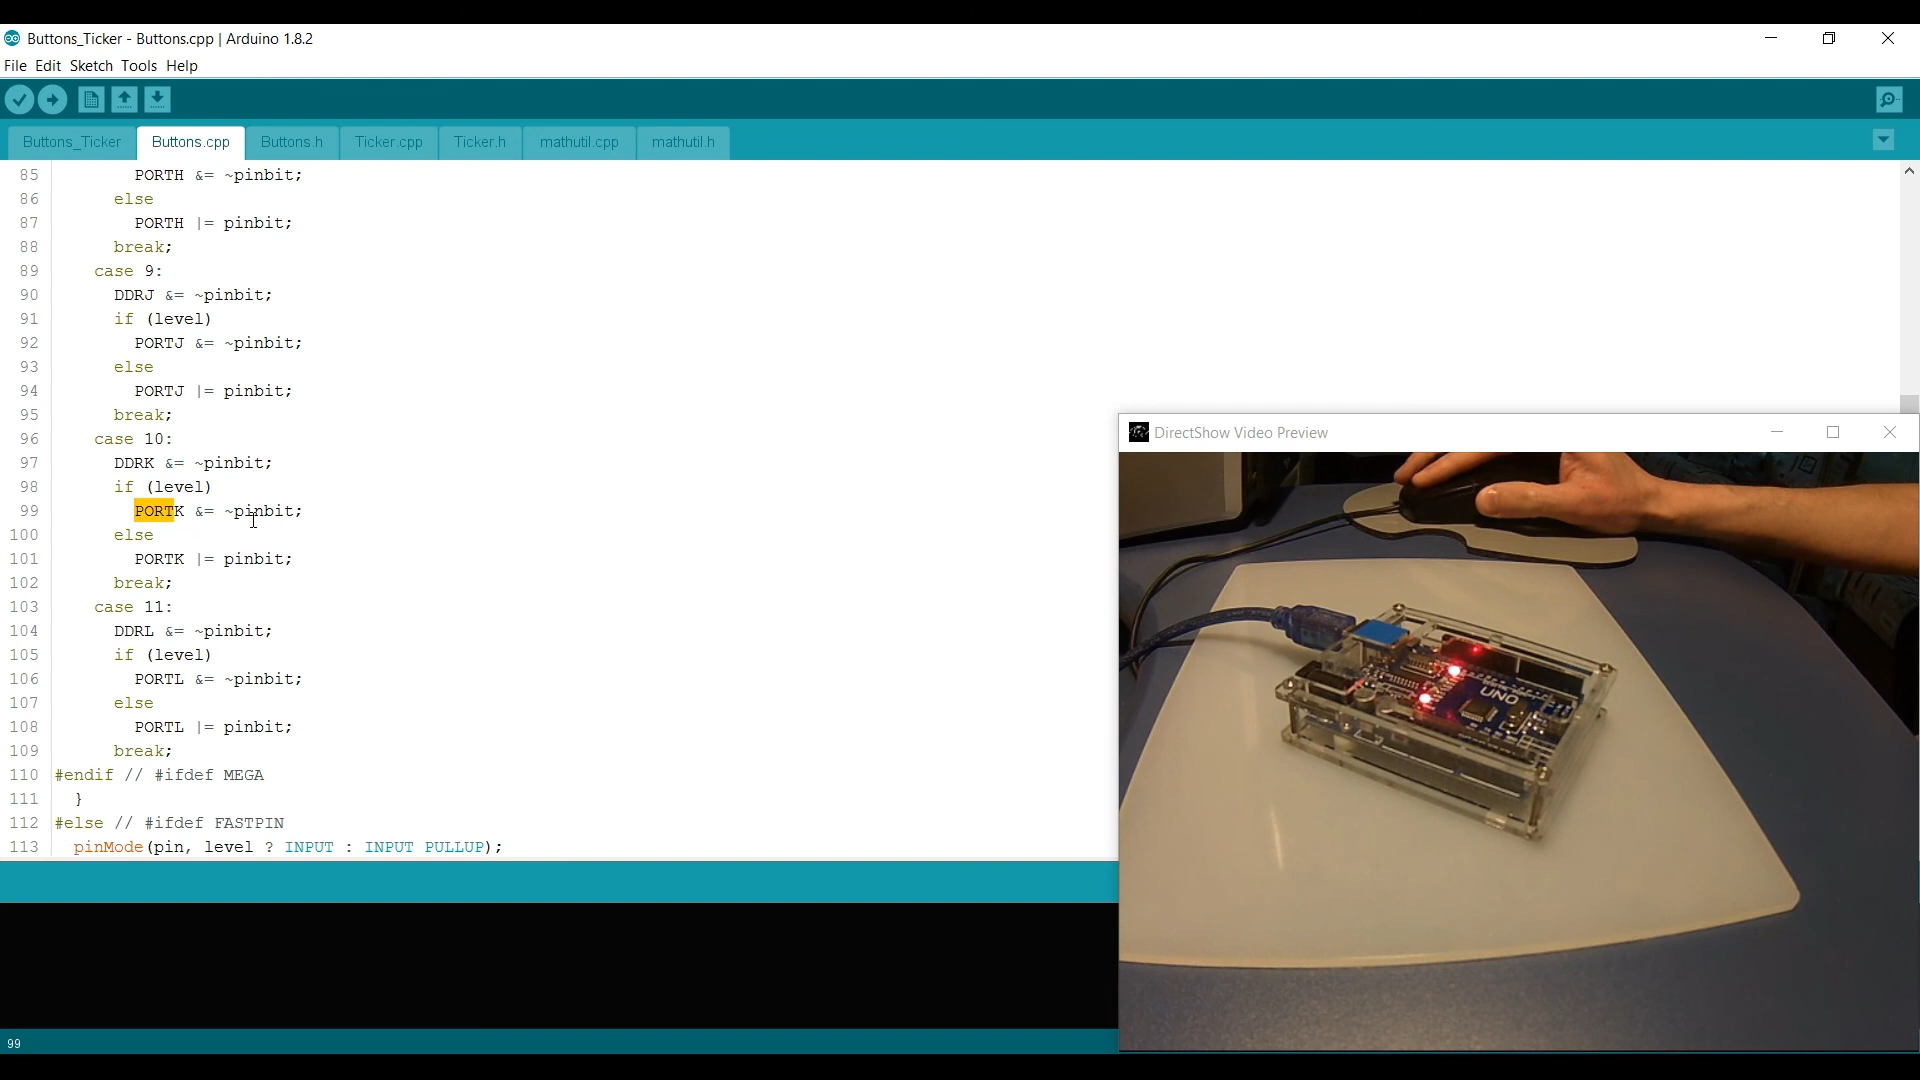 Buttons_Ticker - Buttons.cpp | Arduino 1.8.2
File Edit Sketch Tools Help
Buttons_Ticker Buttons.cpp Buttons.h Ticker.cpp Ticker.h mathutil.cpp mathutil.h
85 PORTH &= ~pinbit;
86 else
87 PORTH |= pinbit;
88 break;
89 case 9:
90 DDRJ &= ~pinbit;
91 if (level)
92 PORTJ &= ~pinbit;
93 else
94 PORTJ |= pinbit;
95 break;
96 case 10:
97 DDRK &= ~pinbit;
98 if (level)
99 PORTK &= ~pinbit;
100 else
101 PORTK |= pinbit;
102 break;
103 case 11:
104 DDRL &= ~pinbit;
105 if (level)
106 PORTL &= ~pinbit;
107 else
108 PORTL |= pinbit;
109 break;
110 #endif // #ifdef MEGA
111 }
112 #else // #ifdef FASTPIN
113 pinMode(pin, level ? INPUT : INPUT_PULLUP);
DirectShow Video Preview
UNO
99